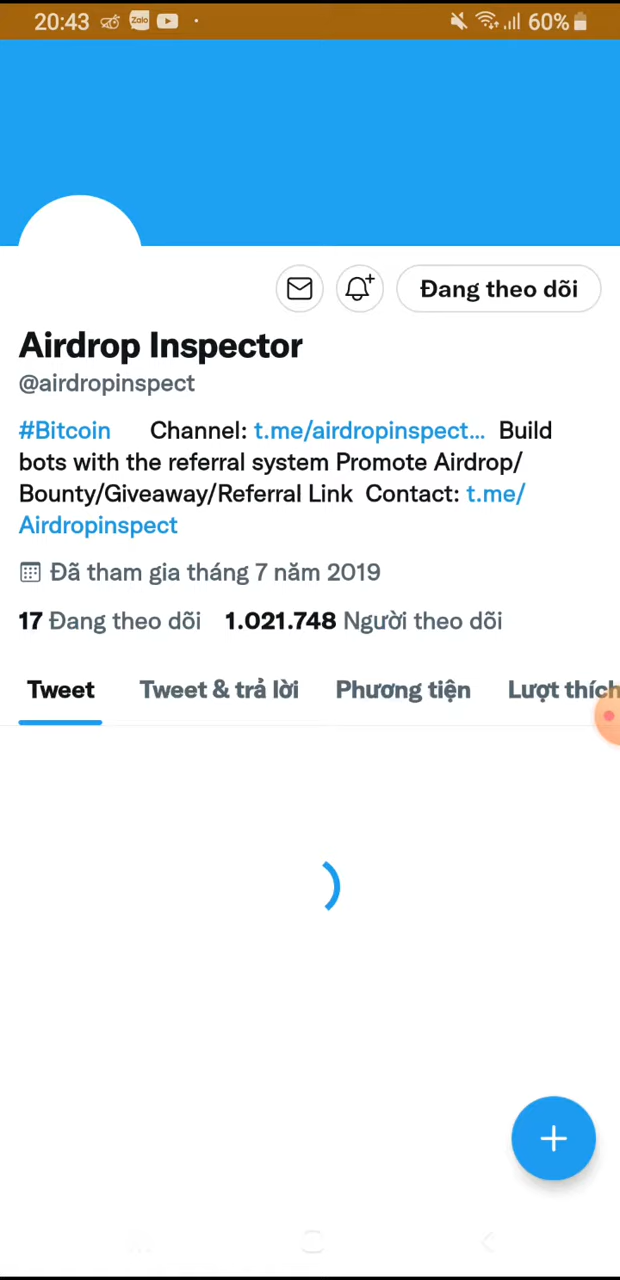 20:43 Zalo 60%
Đang theo dõi
Airdrop Inspector
@airdropinspect
#Bitcoin Channel: t.me/airdropinspect... Build
bots with the referral system Promote Airdrop/
Bounty/Giveaway/Referral Link Contact: t.me/
Airdropinspect
Đã tham gia tháng 7 năm 2019
17 Đang theo dõi 1.021.748 Người theo dõi
Tweet Tweet & trả lời Phương tiện Lượt thích